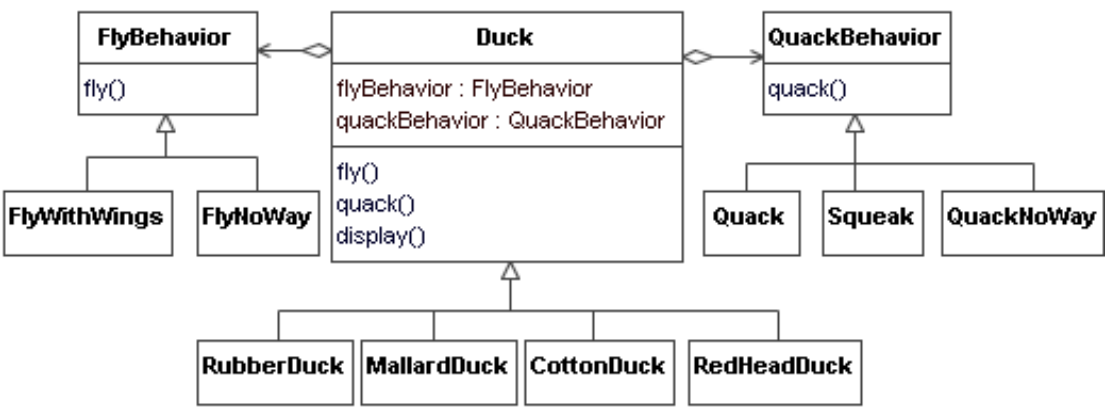 FlyBehavior
fly()
Duck
flyBehavior : FlyBehavior
quackBehavior : QuackBehavior
fly()
quack()
display()
QuackBehavior
quack()
FlyWithWings
FlyNoWay
Quack
Squeak
QuackNoWay
RubberDuck
MallardDuck
CottonDuck
RedHeadDuck